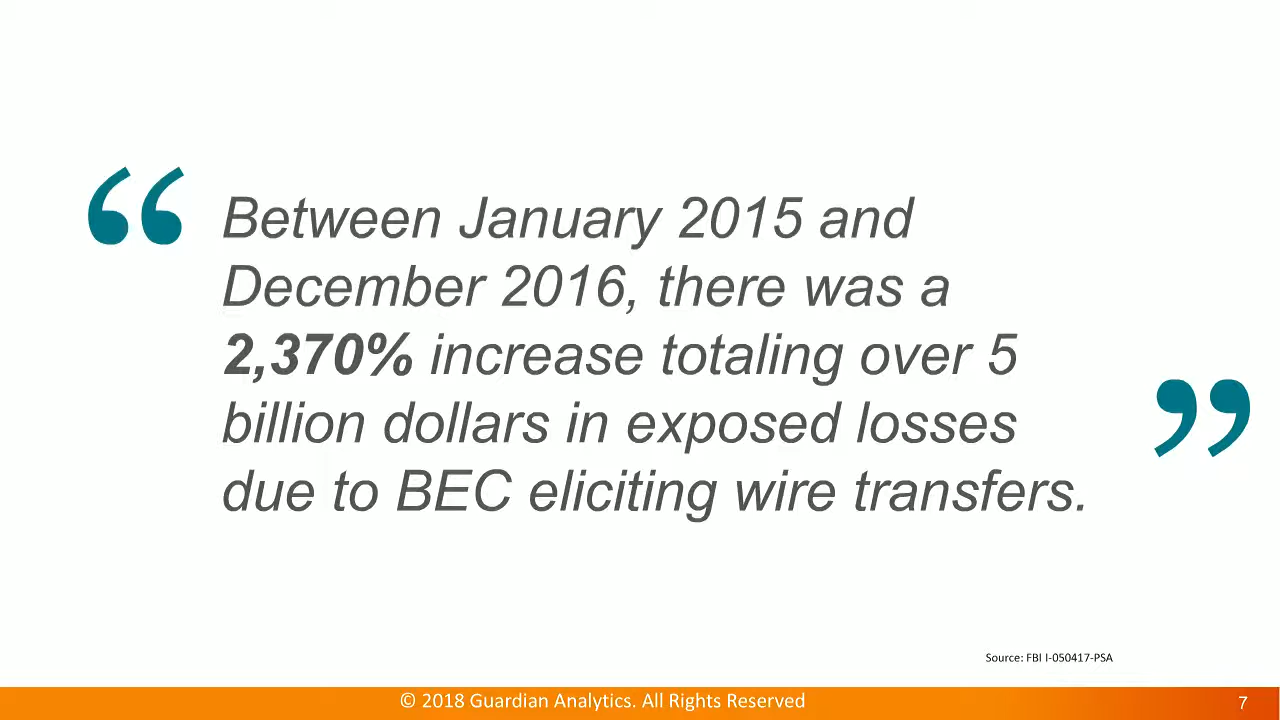 “
Between January 2015 and
December 2016, there was a
2,370% increase totaling over 5
billion dollars in exposed losses
due to BEC eliciting wire transfers.
”
Source: FBI I-050417-PSA
© 2018 Guardian Analytics. All Rights Reserved
7